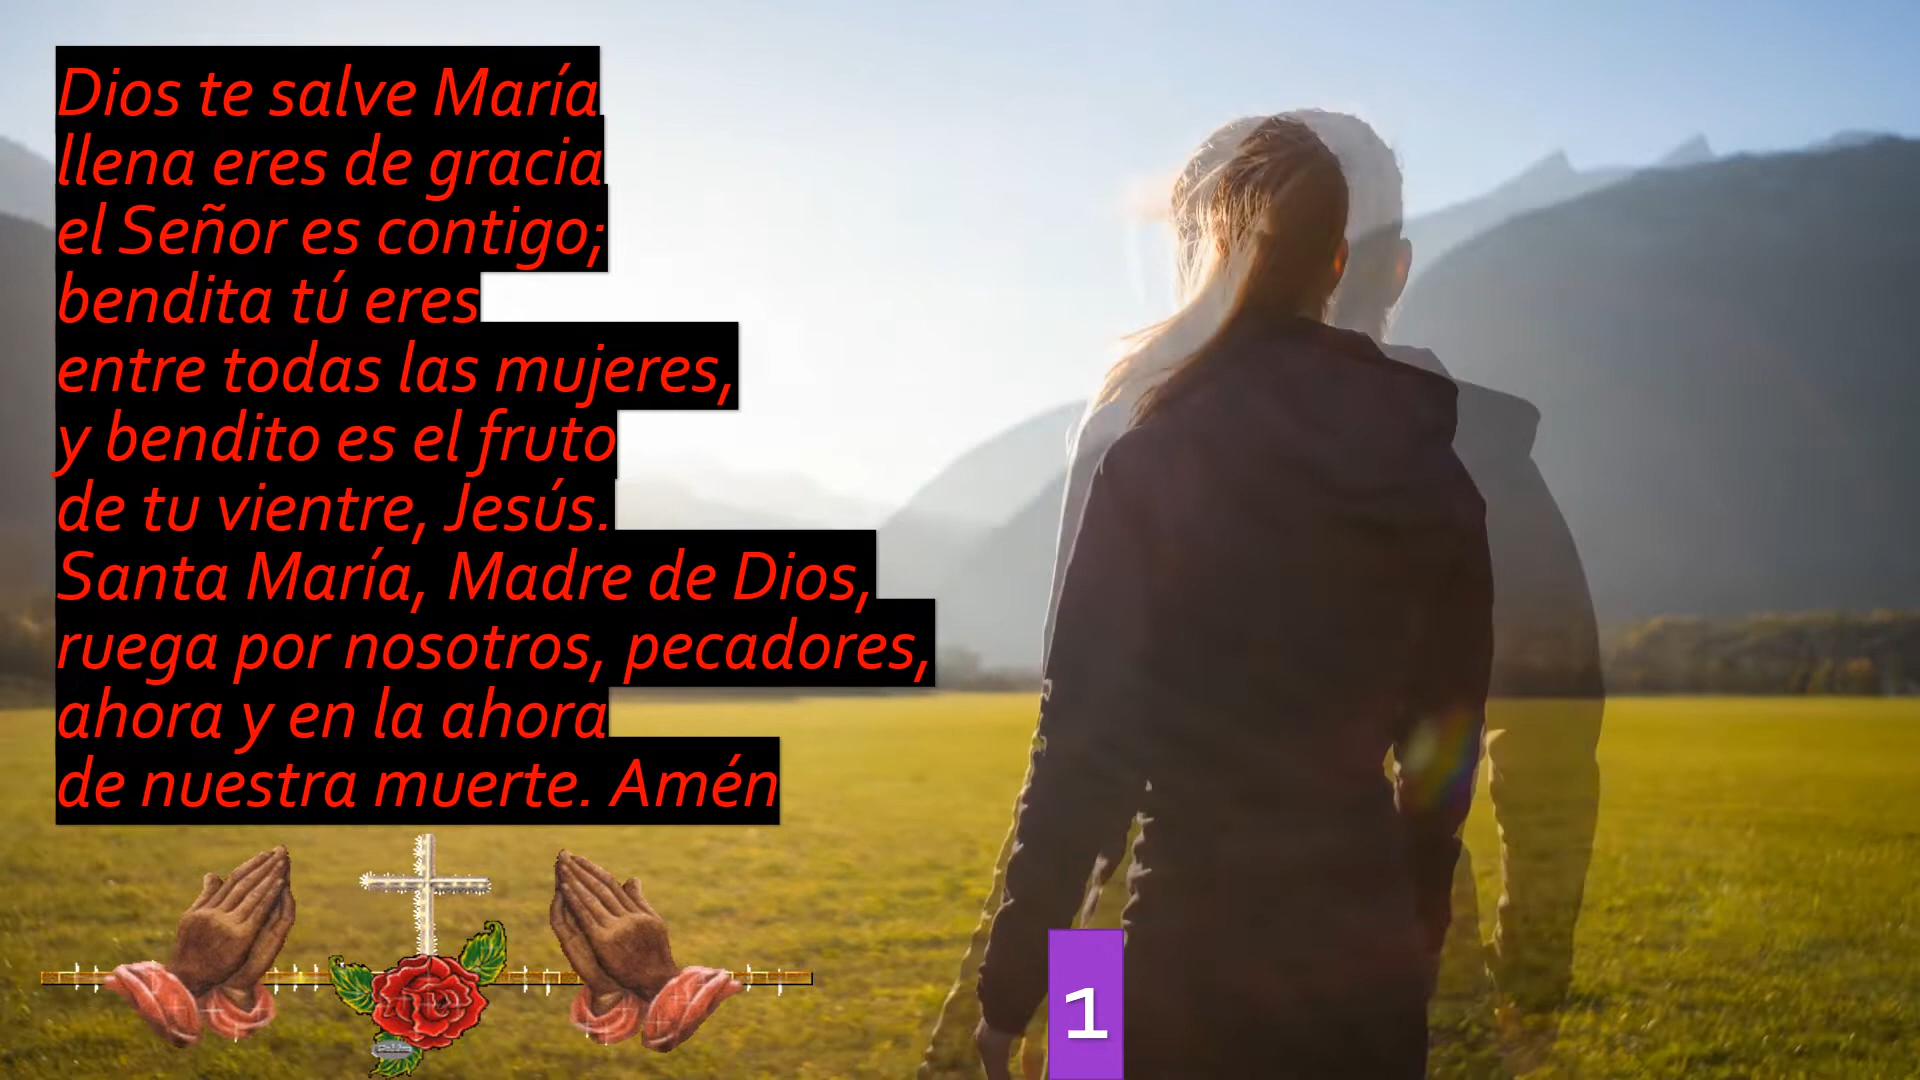 Dios te salve María
llena eres de gracia
el Señor es contigo;
bendita tú eres
entre todas las mujeres,
y bendito es el fruto
de tu vientre, Jesús.
Santa María, Madre de Dios,
ruega por nosotros, pecadores,
ahora y en la ahora
de nuestra muerte. Amén
1